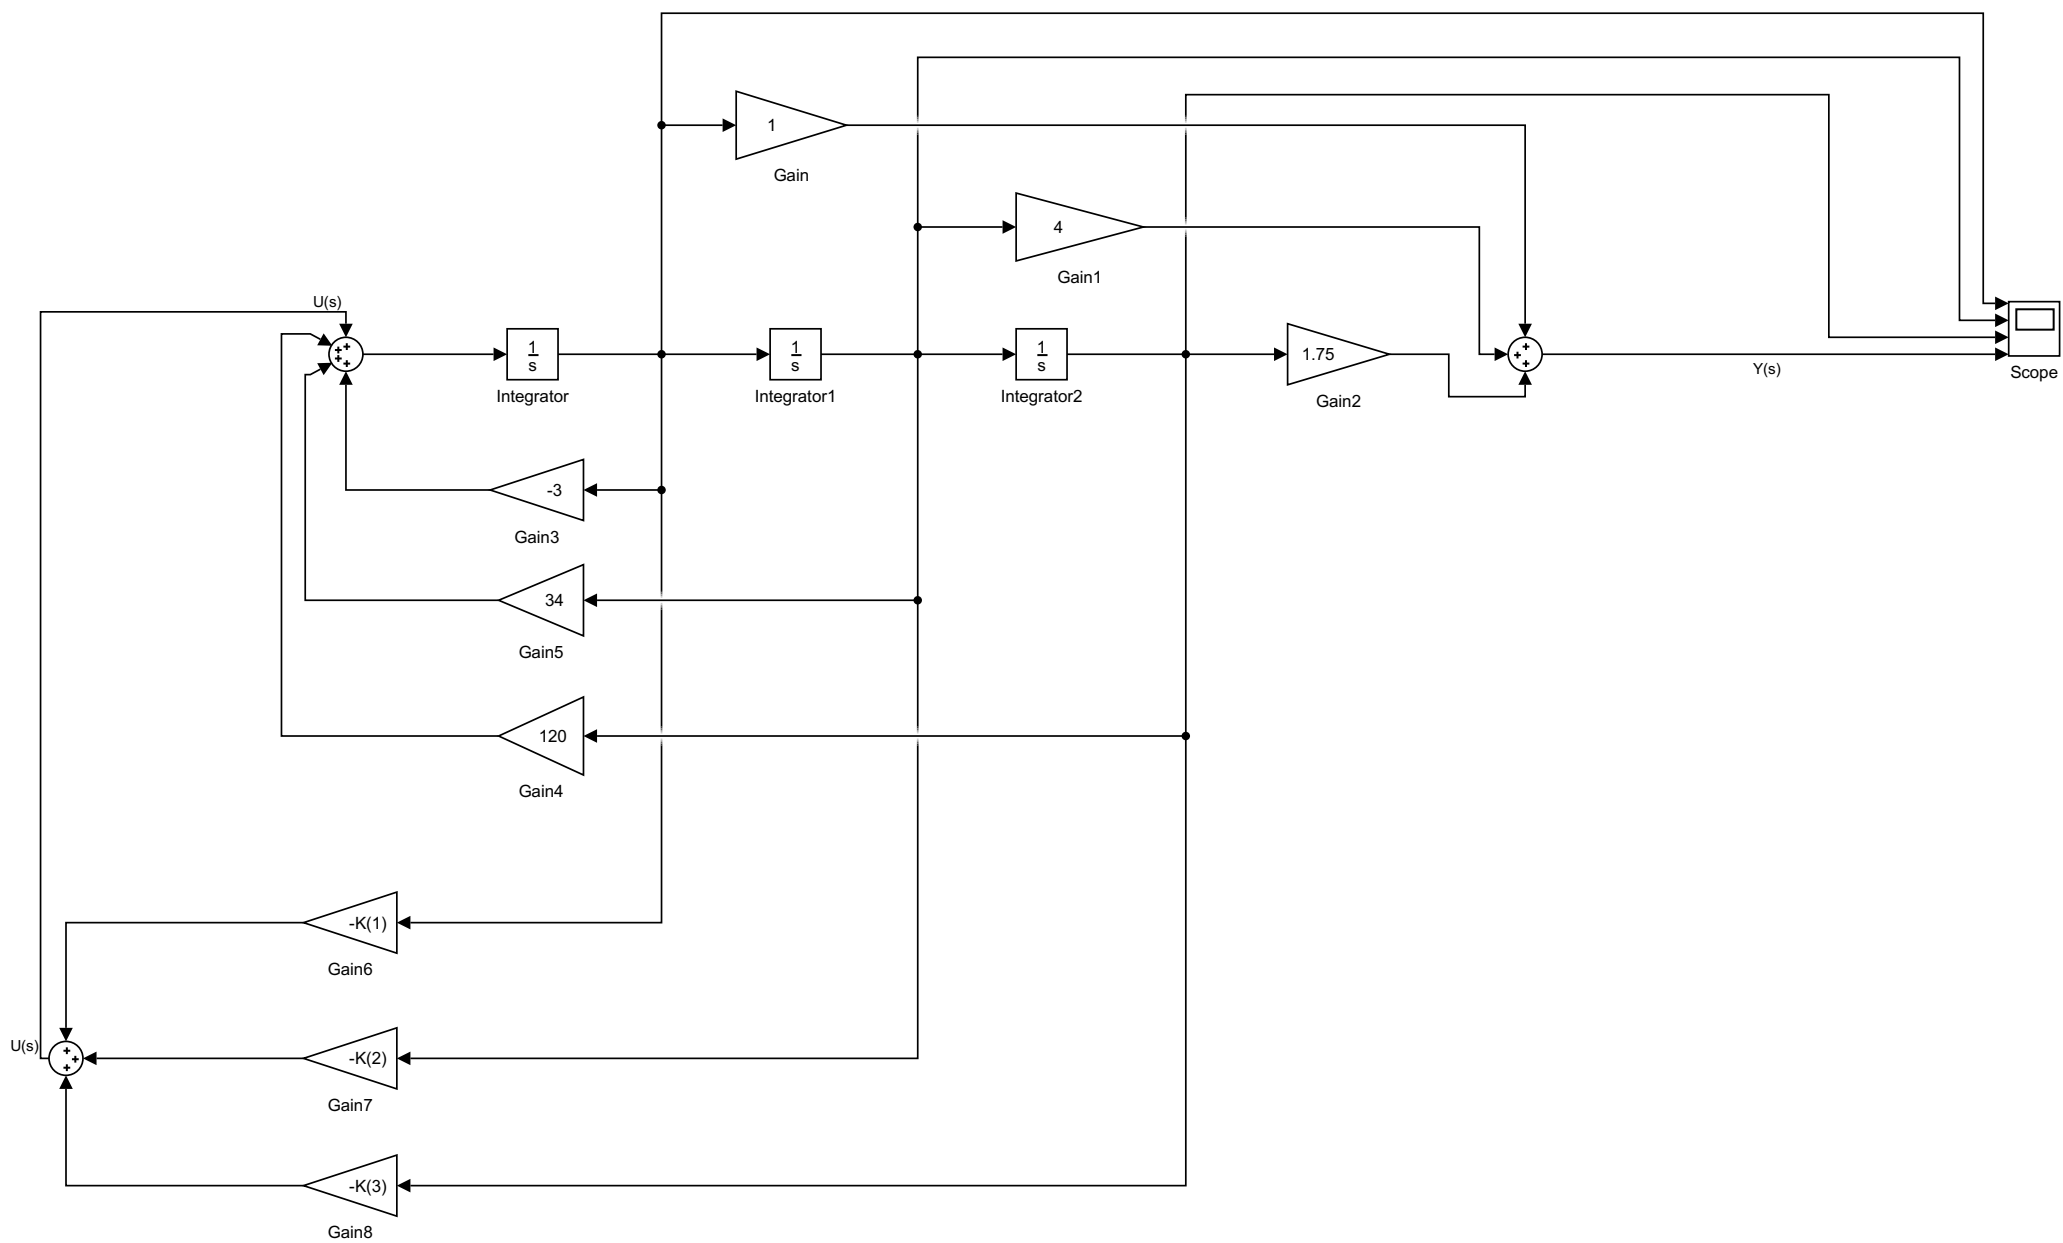 1
Gain
4
Gain1
U(s)
+
+
+
+
1
s
Integrator
1
s
Integrator1
1
s
Integrator2
1.75
Gain2
+
+
+
Y(s)
Scope
-3
Gain3
34
Gain5
120
Gain4
-K(1)
Gain6
U(s)
+
+
+
-K(2)
Gain7
-K(3)
Gain8